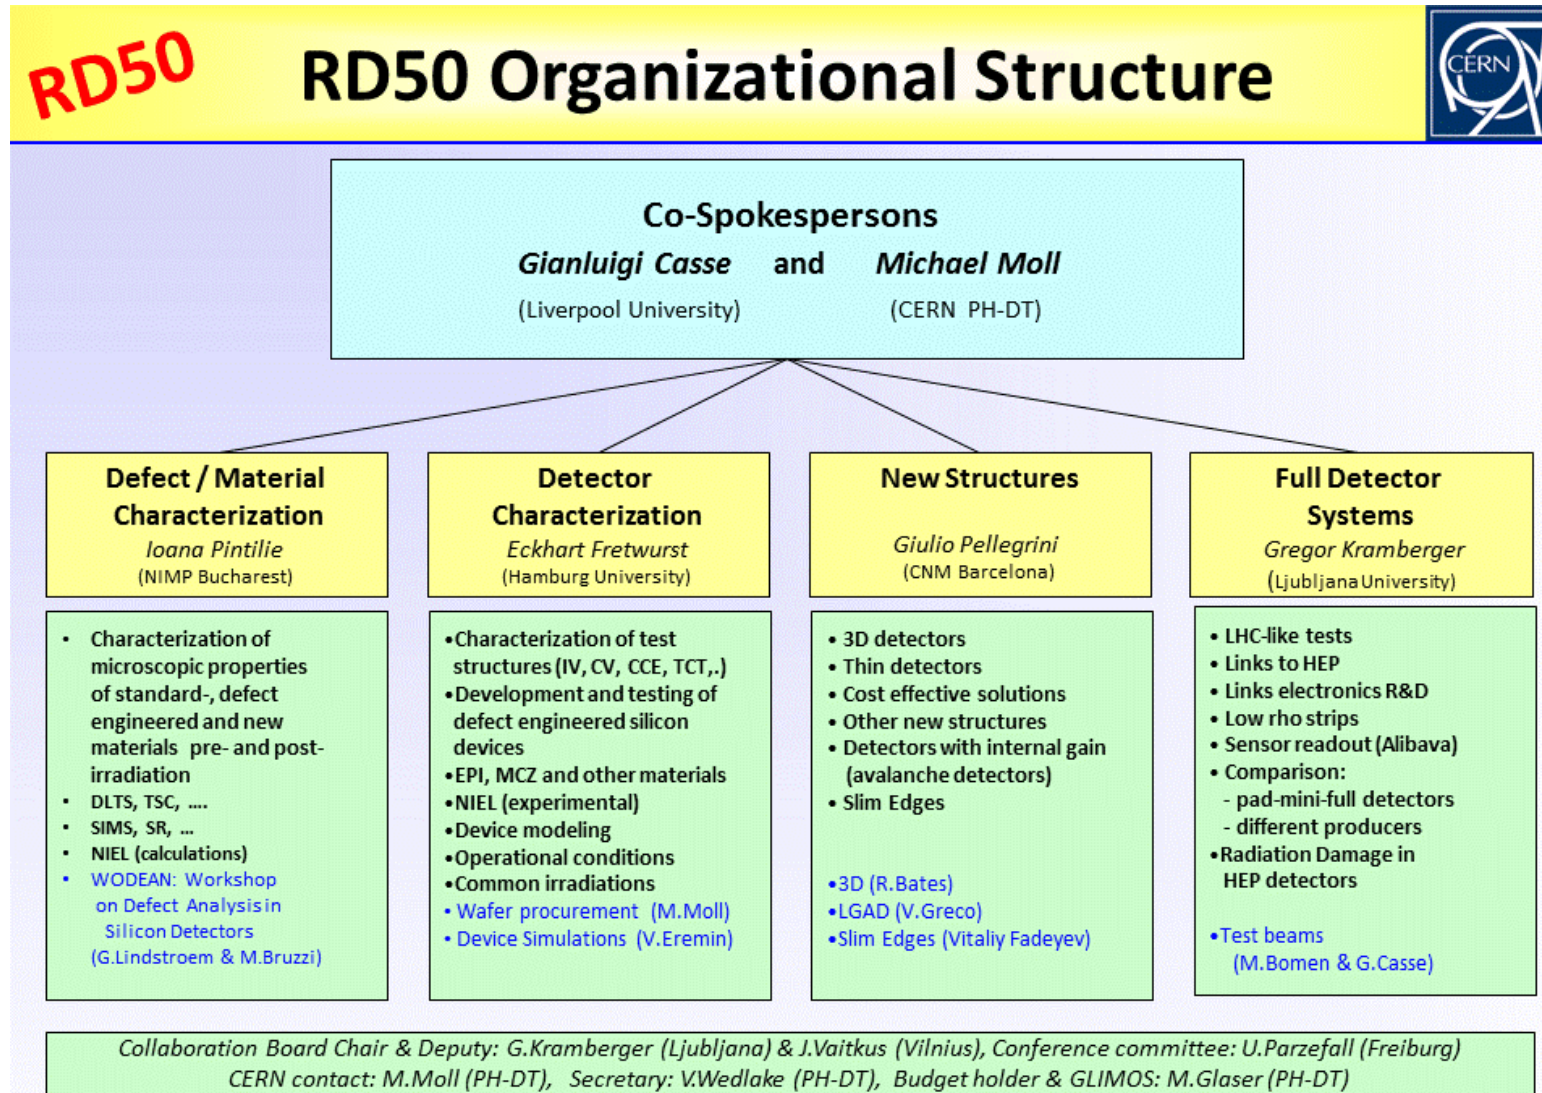 RD50
RD50 Organizational Structure
CERN
Co-Spokespersons
Gianluigi Casse and Michael Moll
(Liverpool University) (CERN PH-DT)
Defect / Material
Characterization
Ioana Pintilie
(NIMP Bucharest)
Detector
Characterization
Eckhart Fretwurst
(Hamburg University)
New Structures
Giulio Pellegrini
(CNM Barcelona)
Full Detector
Systems
Gregor Kramberger
(Ljubljana University)
• Characterization of
microscopic properties
of standard-, defect
engineered and new
materials pre- and post-
irradiation
• DLTS, TSC, ….
• SIMS, SR, …
• NIEL (calculations)
• WODEAN: Workshop
on Defect Analysis in
Silicon Detectors
(G.Lindstroem & M.Bruzzi)
•Characterization of test
structures (IV, CV, CCE, TCT,.)
•Development and testing of
defect engineered silicon
devices
•EPI, MCZ and other materials
•NIEL (experimental)
•Device modeling
•Operational conditions
•Common irradiations
• Wafer procurement (M.Moll)
• Device Simulations (V.Eremin)
• 3D detectors
• Thin detectors
• Cost effective solutions
• Other new structures
• Detectors with internal gain
(avalanche detectors)
• Slim Edges
•3D (R.Bates)
•LGAD (V.Greco)
•Slim Edges (Vitaliy Fadeyev)
• LHC-like tests
• Links to HEP
• Links electronics R&D
• Low rho strips
• Sensor readout (Alibava)
• Comparison:
- pad-mini-full detectors
- different producers
•Radiation Damage in
HEP detectors
•Test beams
(M.Bomen & G.Casse)
Collaboration Board Chair & Deputy: G.Kramberger (Ljubljana) & J.Vaitkus (Vilnius), Conference committee: U.Parzefall (Freiburg)
CERN contact: M.Moll (PH-DT), Secretary: V.Wedlake (PH-DT), Budget holder & GLIMOS: M.Glaser (PH-DT)